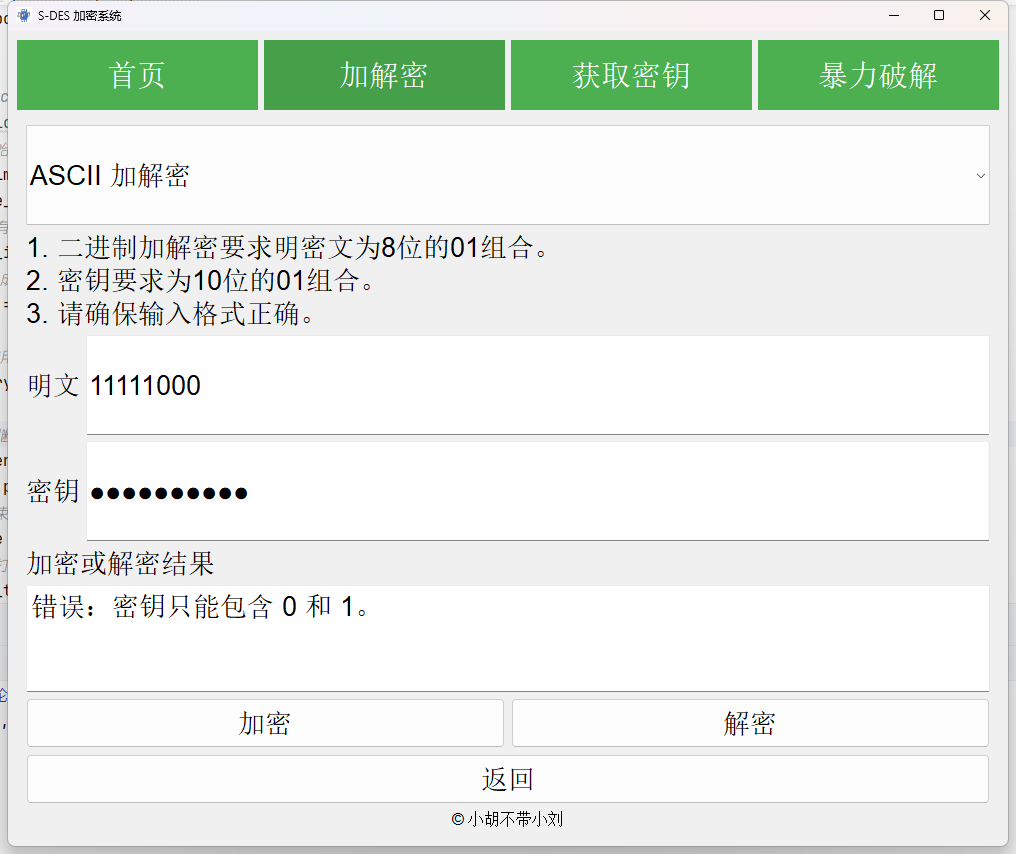 S-DES 加密系统
首页 加解密 获取密钥 暴力破解
ASCII 加解密
1. 二进制加解密要求明密文为8位的01组合。
2. 密钥要求为10位的01组合。
3. 请确保输入格式正确。
明文 11111000
密钥 ●●●●●●●●●●
加密或解密结果
错误：密钥只能包含 0 和 1。
加密 解密
返回
© 小胡不带小刘